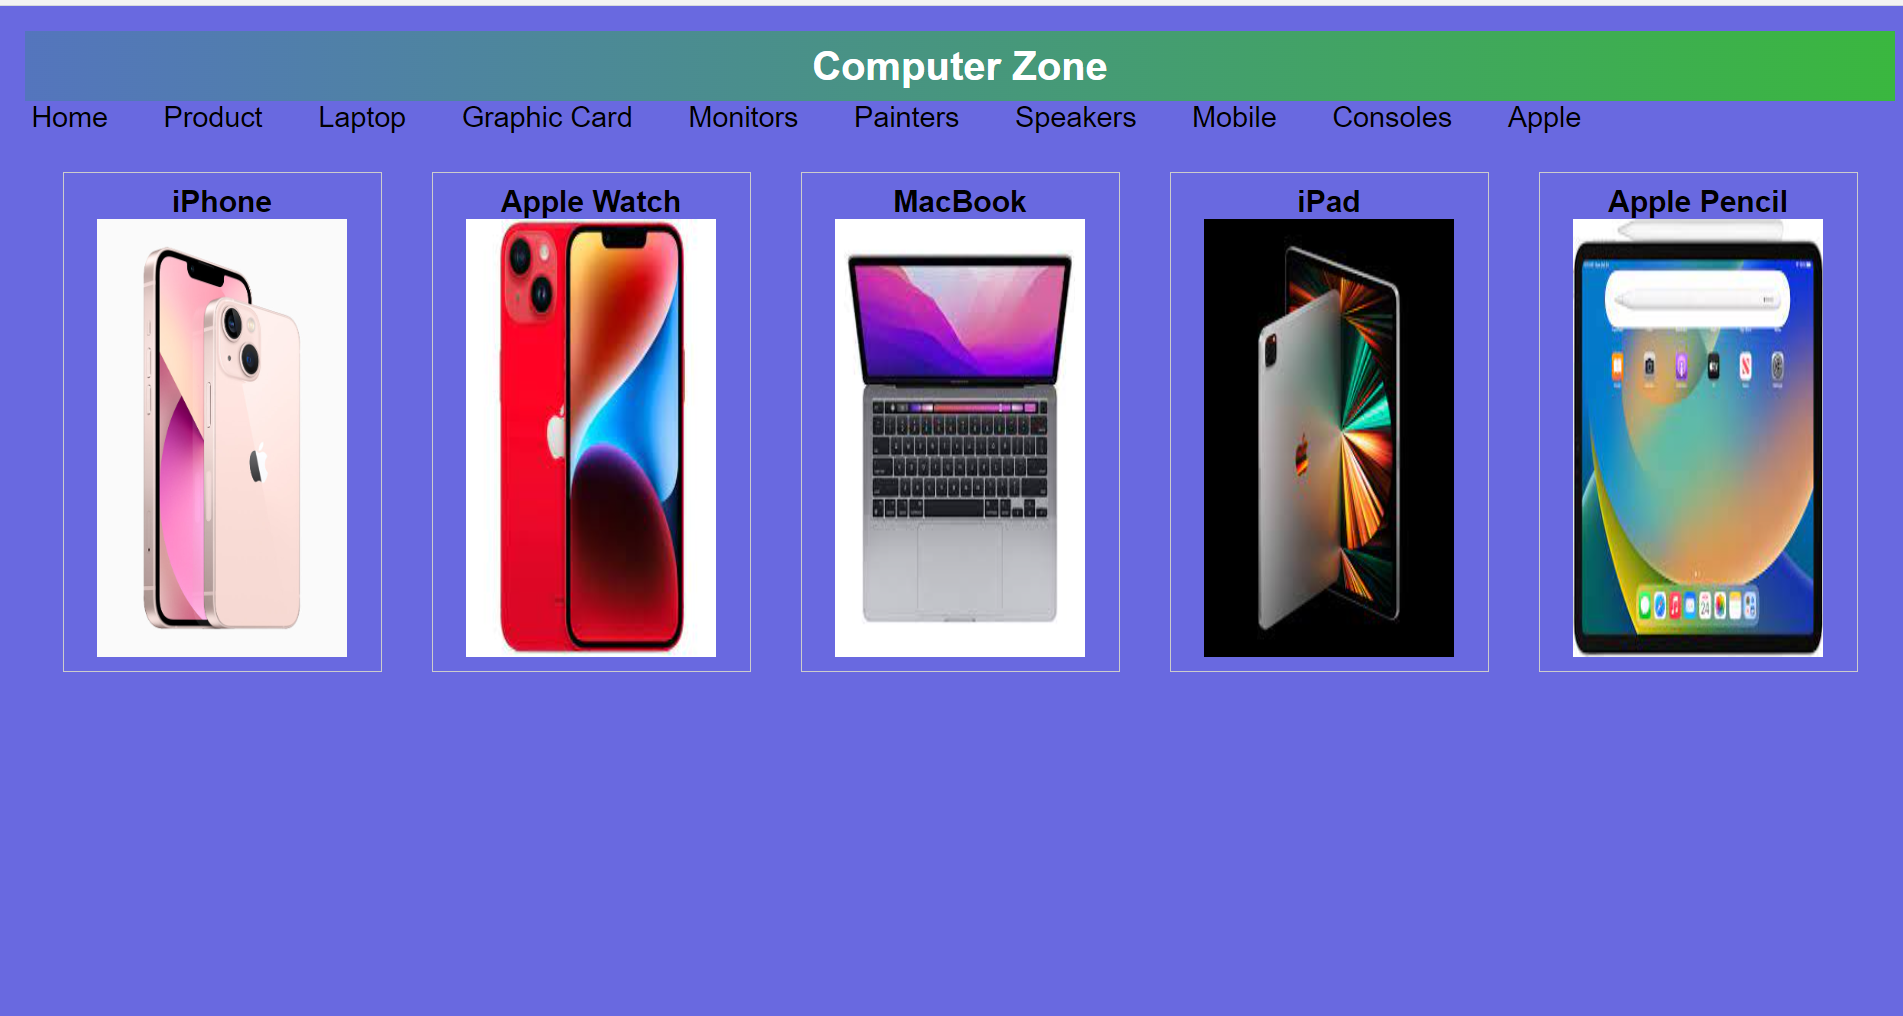 Computer Zone
Home Product Laptop Graphic Card Monitors Painters Speakers Mobile Consoles Apple
iPhone Apple Watch MacBook iPad Apple Pencil
24